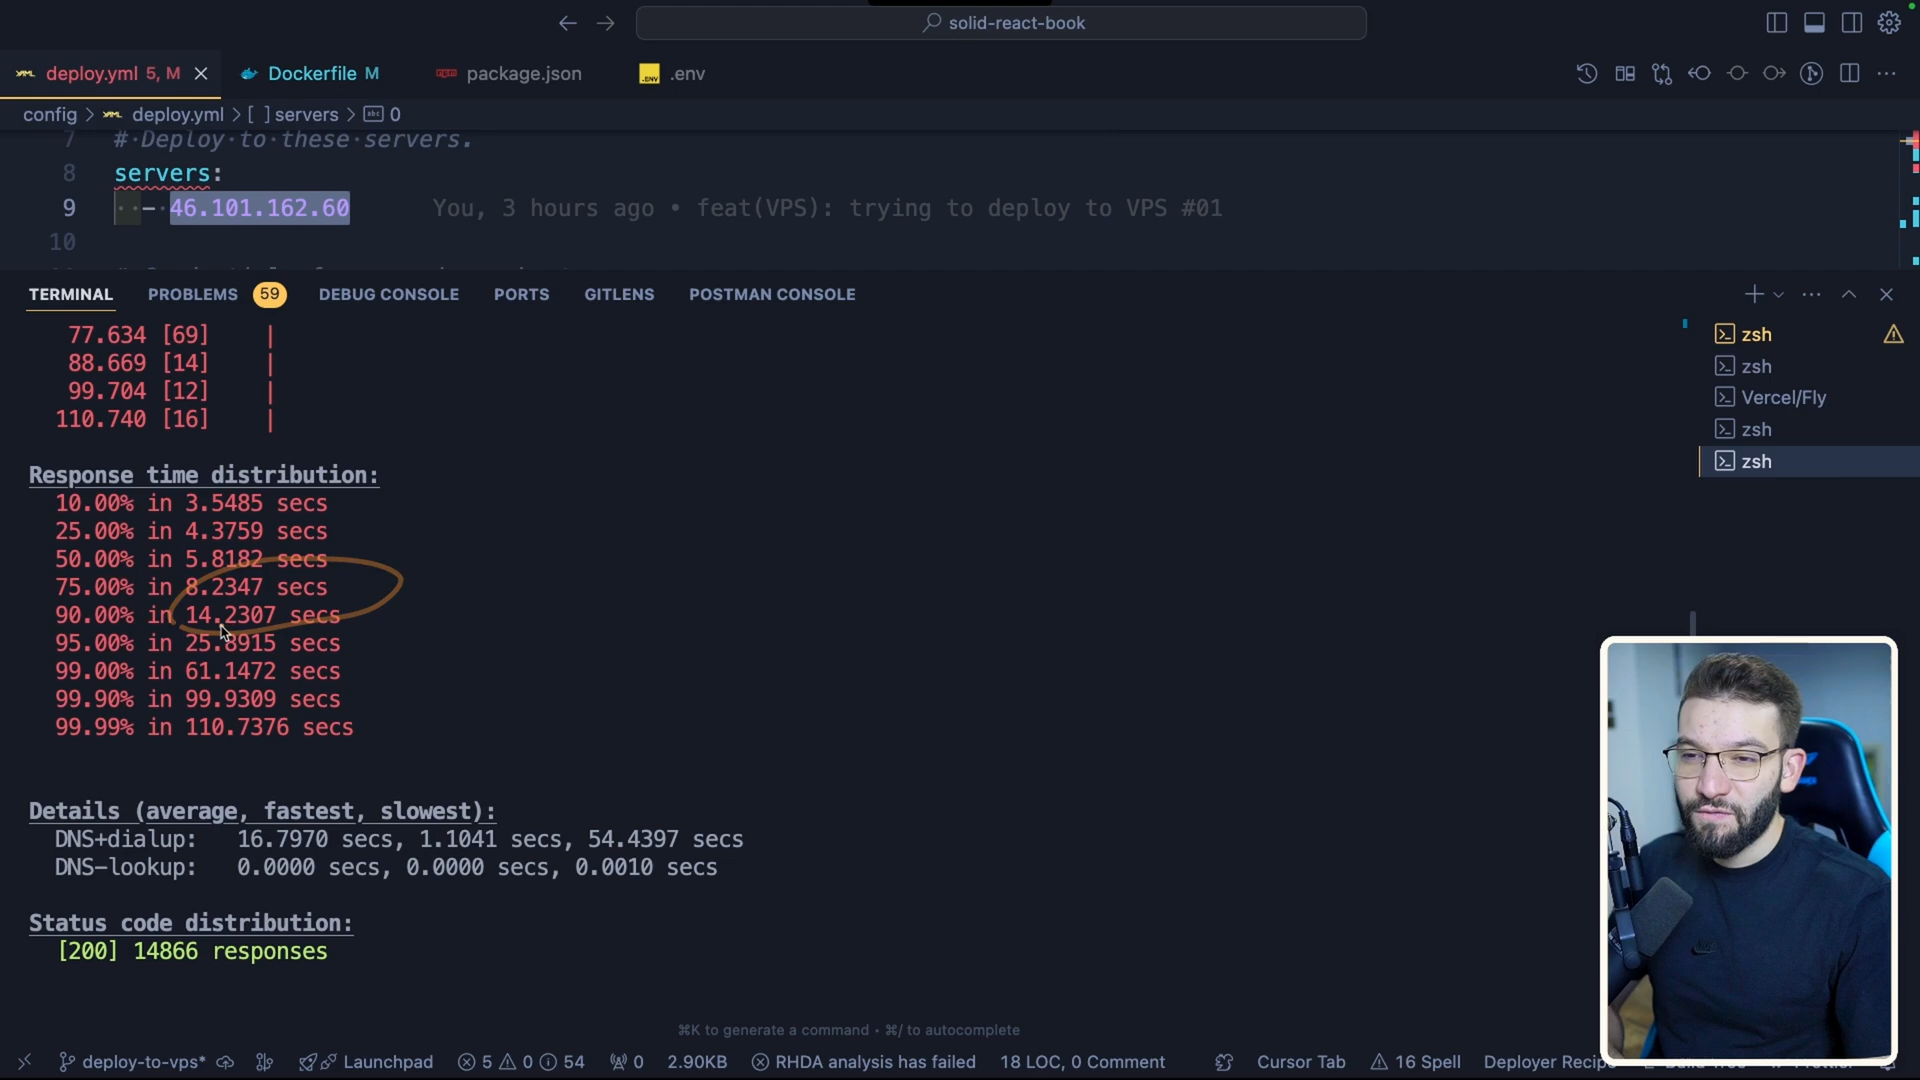 solid-react-book
deploy.yml 5, M
Dockerfile M
package.json
.ENV .env
config > deploy.yml > [ ] servers > abc 0
7 # Deploy to these servers.
8 servers:
9 - 46.101.162.60 You, 3 hours ago • feat(VPS): trying to deploy to VPS #01
10
TERMINAL PROBLEMS 59 DEBUG CONSOLE PORTS GITLENS POSTMAN CONSOLE
77.634 [69] |
88.669 [14] |
99.704 [12] |
110.740 [16] |
Response time distribution:
10.00% in 3.5485 secs
25.00% in 4.3759 secs
50.00% in 5.8182 secs
75.00% in 8.2347 secs
90.00% in 14.2307 secs
95.00% in 25.8915 secs
99.00% in 61.1472 secs
99.90% in 99.9309 secs
99.99% in 110.7376 secs
Details (average, fastest, slowest):
DNS+dialup: 16.7970 secs, 1.1041 secs, 54.4397 secs
DNS-lookup: 0.0000 secs, 0.0000 secs, 0.0010 secs
Status code distribution:
[200] 14866 responses
zsh
zsh
Vercel/Fly
zsh
zsh
⌘K to generate a command • ⌘/ to autocomplete
deploy-to-vps* Launchpad 5 0 54 0 2.90KB RHDA analysis has failed 18 LOC, 0 Comment Cursor Tab 16 Spell Deployer